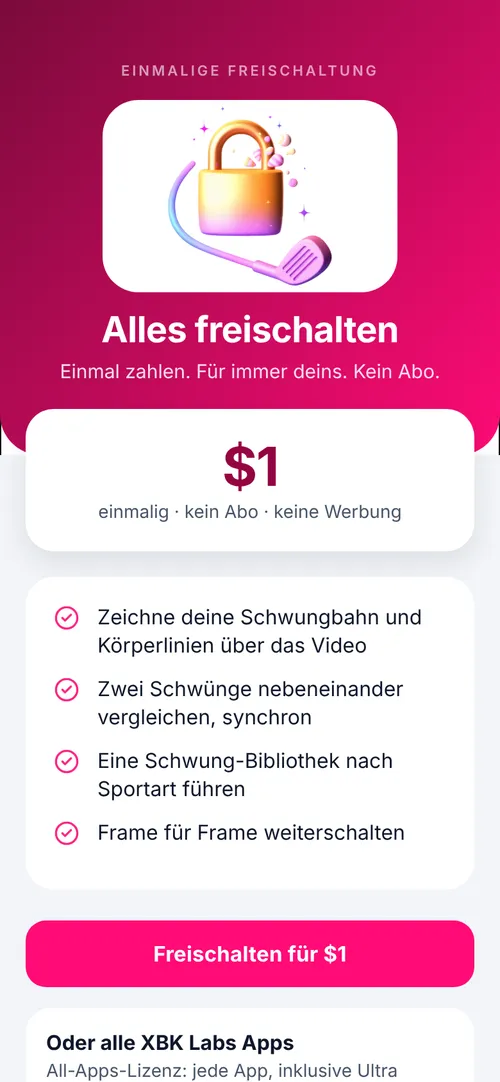 EINMALIGE FREISCHALTUNG
Alles freischalten
Einmal zahlen. Für immer deins. Kein Abo.
$1
einmalig · kein Abo · keine Werbung
Zeichne deine Schwungbahn und
Körperlinien über das Video
Zwei Schwünge nebeneinander
vergleichen, synchron
Eine Schwung-Bibliothek nach
Sportart führen
Frame für Frame weiterschalten
Freischalten für $1
Oder alle XBK Labs Apps
All-Apps-Lizenz: jede App, inklusive Ultra